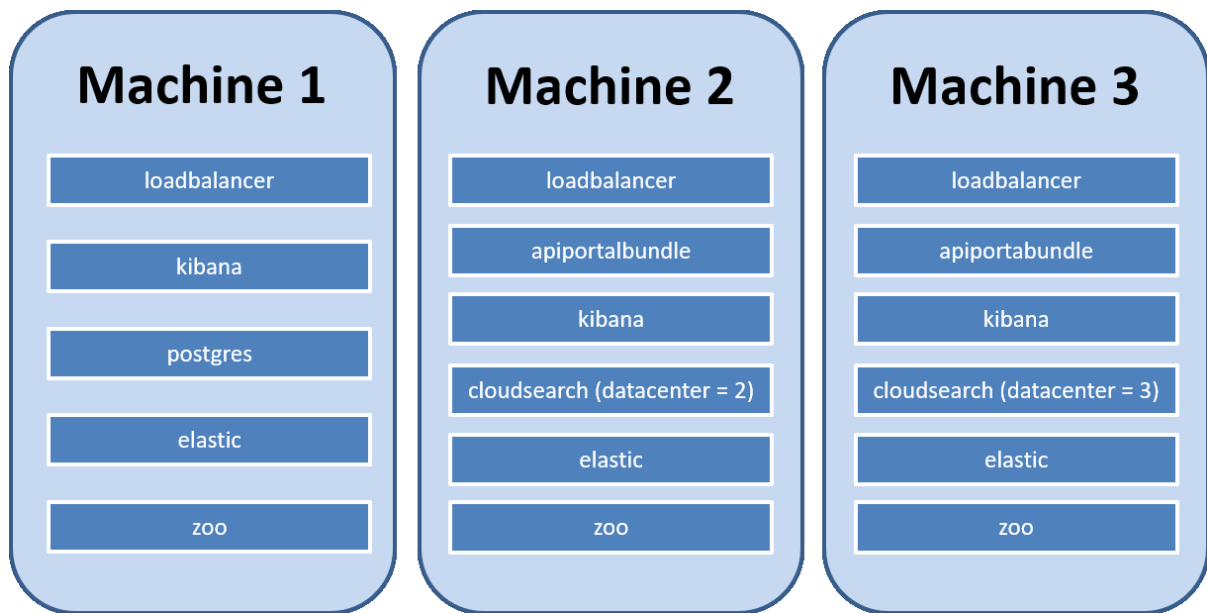 Machine 1
loadbalancer
kibana
postgres
elastic
zoo
Machine 2
loadbalancer
apiportalbundle
kibana
cloudsearch (datacenter = 2)
elastic
zoo
Machine 3
loadbalancer
apiportabundle
kibana
cloudsearch (datacenter = 3)
elastic
zoo